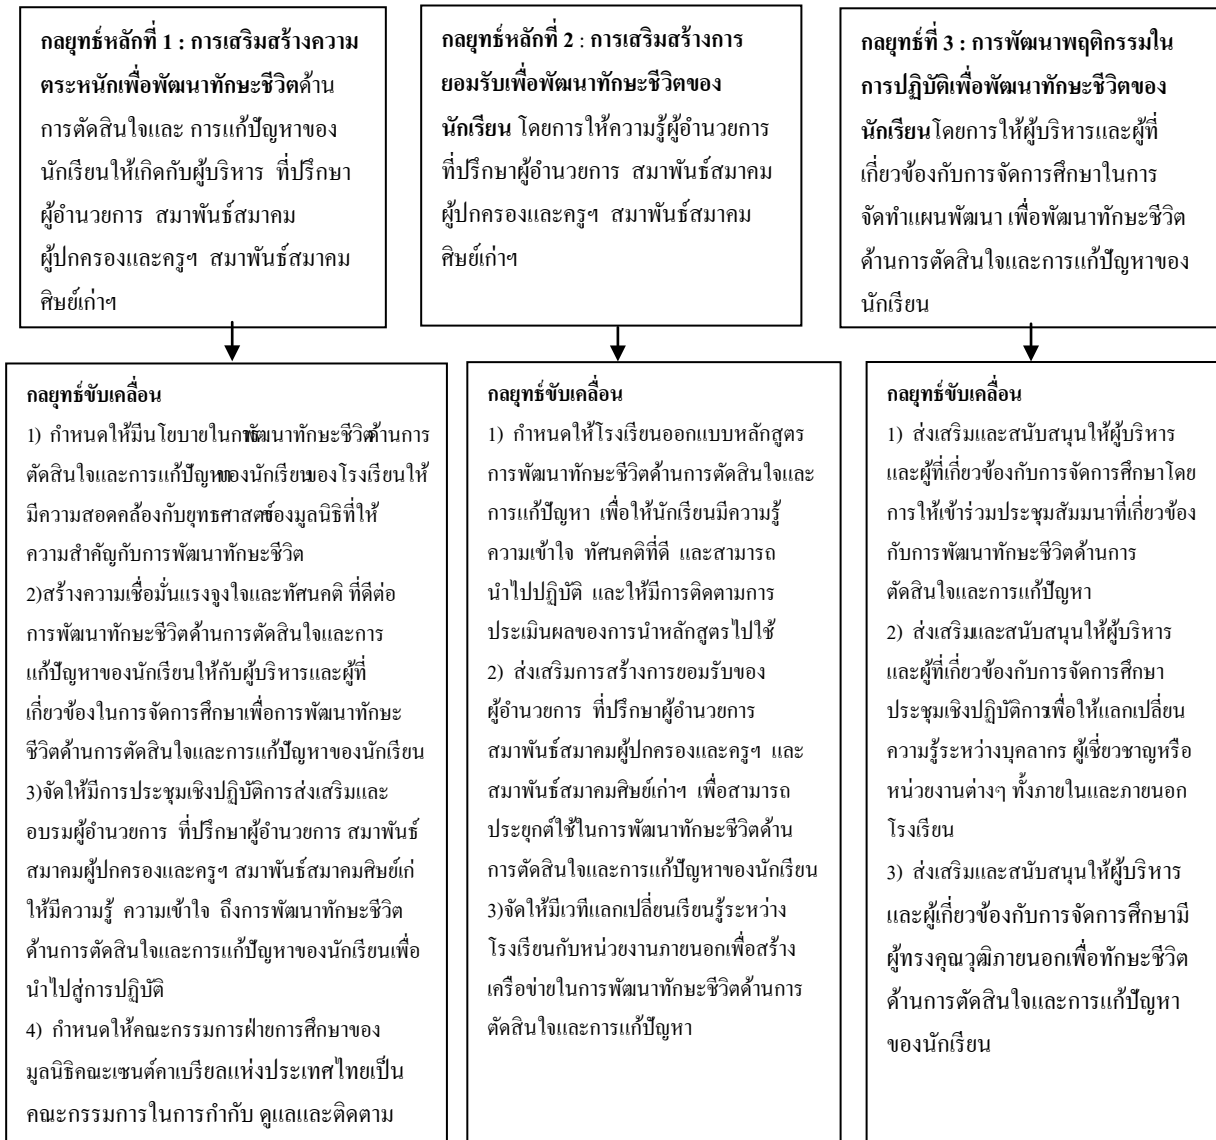 กลยุทธ์หลักที่ 1 : การเสริมสร้างความ
ตระหนักเพื่อพัฒนาทักษะชีวิตด้าน
การตัดสินใจและ การแก้ปัญหาของ
นักเรียนให้เกิดกับผู้บริหาร ที่ปรึกษา
ผู้อำนวยการ สมาพันธ์สมาคม
ผู้ปกครองและครูฯ สมาพันธ์สมาคม
ศิษย์เก่าฯ
กลยุทธ์หลักที่ 2 : การเสริมสร้างการ
ยอมรับเพื่อพัฒนาทักษะชีวิตของ
นักเรียน โดยการให้ความรู้ผู้อำนวยการ
ที่ปรึกษาผู้อำนวยการ สมาพันธ์สมาคม
ผู้ปกครองและครูฯ สมาพันธ์สมาคม
ศิษย์เก่าฯ
กลยุทธ์ที่ 3 : การพัฒนาพฤติกรรมใน
การปฏิบัติเพื่อพัฒนาทักษะชีวิตของ
นักเรียนโดยการให้ผู้บริหารและผู้ที่
เกี่ยวข้องกับการจัดการศึกษาในการ
จัดทำแผนพัฒนา เพื่อพัฒนาทักษะชีวิต
ด้านการตัดสินใจและการแก้ปัญหาของ
นักเรียน
กลยุทธ์ขับเคลื่อน
1) กำหนดให้มีนโยบายในการพัฒนาทักษะชีวิตด้านการ
ตัดสินใจและการแก้ปัญหาของนักเรียนของโรงเรียนให้
มีความสอดคล้องกับยุทธศาสตร์ของมูลนิธิที่ให้
ความสำคัญกับการพัฒนาทักษะชีวิต
2)สร้างความเชื่อมั่นแรงจูงใจและทัศนคติ ที่ดีต่อ
การพัฒนาทักษะชีวิตด้านการตัดสินใจและการ
แก้ปัญหาของนักเรียนให้กับผู้บริหารและผู้ที่
เกี่ยวข้องในการจัดการศึกษาเพื่อการพัฒนาทักษะ
ชีวิตด้านการตัดสินใจและการแก้ปัญหาของนักเรียน
3)จัดให้มีการประชุมเชิงปฏิบัติการส่งเสริมและ
อบรมผู้อำนวยการ ที่ปรึกษาผู้อำนวยการ สมาพันธ์
สมาคมผู้ปกครองและครูฯ สมาพันธ์สมาคมศิษย์เก่
ให้มีความรู้ ความเข้าใจ ถึงการพัฒนาทักษะชีวิต
ด้านการตัดสินใจและการแก้ปัญหาของนักเรียนเพื่อ
นำไปสู่การปฏิบัติ
4) กำหนดให้คณะกรรมการฝ่ายการศึกษาของ
มูลนิธิคณะเซนต์คาเบรียลแห่งประเทศไทยเป็น
คณะกรรมการในการกำกับ ดูแลและติดตาม
กลยุทธ์ขับเคลื่อน
1) กำหนดให้โรงเรียนออกแบบหลักสูตร
การพัฒนาทักษะชีวิตด้านการตัดสินใจและ
การแก้ปัญหา เพื่อให้นักเรียนมีความรู้
ความเข้าใจ ทัศนคติที่ดี และสามารถ
นำไปปฏิบัติ และให้มีการติดตามการ
ประเมินผลของการนำหลักสูตรไปใช้
2) ส่งเสริมการสร้างการยอมรับของ
ผู้อำนวยการ ที่ปรึกษาผู้อำนวยการ
สมาพันธ์สมาคมผู้ปกครองและครูฯ และ
สมาพันธ์สมาคมศิษย์เก่าฯ เพื่อสามารถ
ประยุกต์ใช้ในการพัฒนาทักษะชีวิตด้าน
การตัดสินใจและการแก้ปัญหาของนักเรียน
3)จัดให้มีเวทีแลกเปลี่ยนเรียนรู้ระหว่าง
โรงเรียนกับหน่วยงานภายนอกเพื่อสร้าง
เครือข่ายในการพัฒนาทักษะชีวิตด้านการ
ตัดสินใจและการแก้ปัญหา
กลยุทธ์ขับเคลื่อน
1) ส่งเสริมและสนับสนุนให้ผู้บริหาร
และผู้ที่เกี่ยวข้องกับการจัดการศึกษาโดย
การให้เข้าร่วมประชุมสัมมนาที่เกี่ยวข้อง
กับการพัฒนาทักษะชีวิตด้านการ
ตัดสินใจและการแก้ปัญหา
2) ส่งเสริมและสนับสนุนให้ผู้บริหาร
และผู้ที่เกี่ยวข้องกับการจัดการศึกษา
ประชุมเชิงปฏิบัติการเพื่อให้แลกเปลี่ยน
ความรู้ระหว่างบุคลากร ผู้เชี่ยวชาญหรือ
หน่วยงานต่างๆ ทั้งภายในและภายนอก
โรงเรียน
3) ส่งเสริมและสนับสนุนให้ผู้บริหาร
และผู้เกี่ยวข้องกับการจัดการศึกษามี
ผู้ทรงคุณวุฒิภายนอกเพื่อทักษะชีวิต
ด้านการตัดสินใจและการแก้ปัญหา
ของนักเรียน